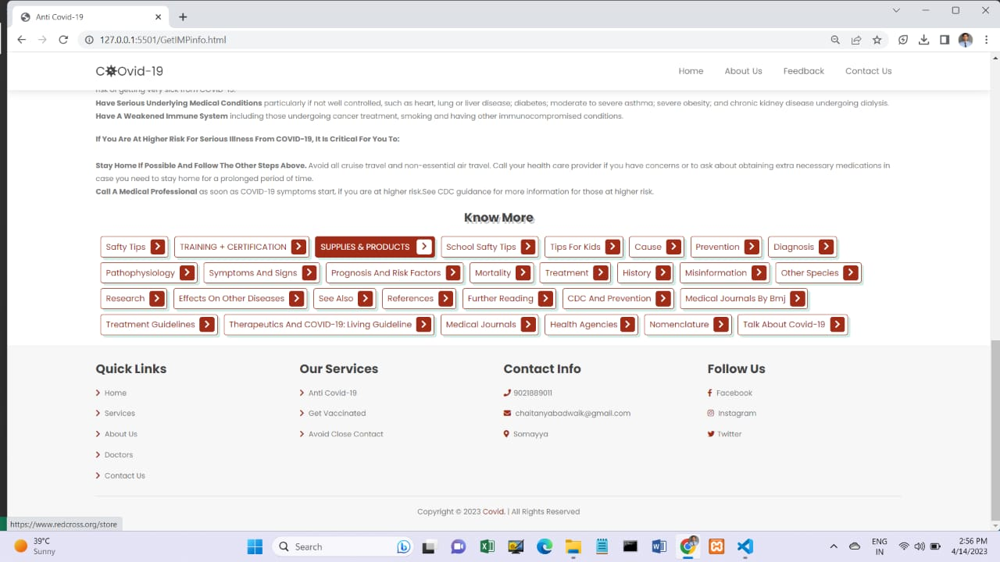 Anti Covid-19
127.0.0.1:5501/GetIMPinfo.html
C Ovid-19
Home About Us Feedback Contact Us
risk of getting very sick from COVID-19.
Have Serious Underlying Medical Conditions particularly if not well controlled, such as heart, lung or liver disease; diabetes; moderate to severe asthma; severe obesity; and chronic kidney disease undergoing dialysis.
Have A Weakened Immune System including those undergoing cancer treatment, smoking and having other immunocompromised conditions.
If You Are At Higher Risk For Serious Illness From COVID-19, It Is Critical For You To:
Stay Home If Possible And Follow The Other Steps Above. Avoid all cruise travel and non-essential air travel. Call your health care provider if you have concerns or to ask about obtaining extra necessary medications in
case you need to stay home for a prolonged period of time.
Call A Medical Professional as soon as COVID-19 symptoms start, if you are at higher risk.See CDC guidance for more information for those at higher risk.
Know More
Safty Tips TRAINING + CERTIFICATION SUPPLIES & PRODUCTS School Safty Tips Tips For Kids Cause Prevention Diagnosis
Pathophysiology Symptoms And Signs Prognosis And Risk Factors Mortality Treatment History Misinformation Other Species
Research Effects On Other Diseases See Also References Further Reading CDC And Prevention Medical Journals By Bmj
Treatment Guidelines Therapeutics And COVID-19: Living Guideline Medical Journals Health Agencies Nomenclature Talk About Covid-19
Quick Links Our Services Contact Info Follow Us
Home Anti Covid-19 9021889011 Facebook
Services Get Vaccinated chaitanyabadwaik@gmail.com Instagram
About Us Avoid Close Contact Somayya Twitter
Doctors
Contact Us
Copyright © 2023 Covid. | All Rights Reserved
https://www.redcross.org/store
39°C
Sunny
Search
ENG
IN
2:56 PM
4/14/2023